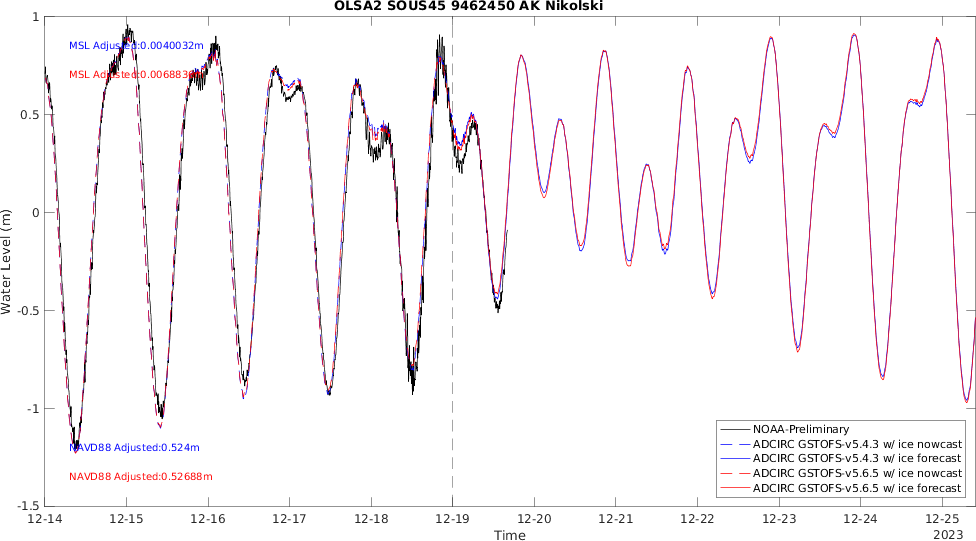 OLSA2 SOUS45 9462450 AK Nikolski
MSL Adjusted:0.0040032m
MSL Adjusted:0.006883
NAVD88 Adjusted:0.524m
NAVD88 Adjusted:0.52688m
Water Level (m)
1
0.5
0
-0.5
-1
-1.5
NOAA-Preliminary
ADCIRC GSTOFS-v5.4.3 w/ ice nowcast
ADCIRC GSTOFS-v5.4.3 w/ ice forecast
ADCIRC GSTOFS-v5.6.5 w/ ice nowcast
ADCIRC GSTOFS-v5.6.5 w/ ice forecast
12-14 12-15 12-16 12-17 12-18 12-19 12-20 12-21 12-22 12-23 12-24 12-25
Time
2023